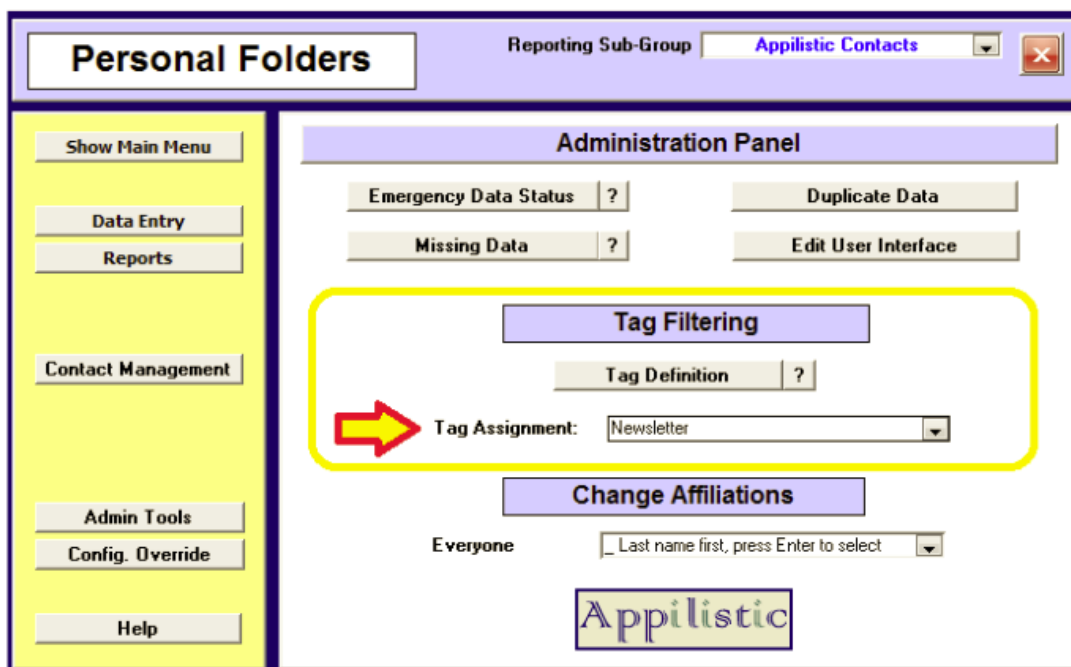 Personal Folders
Reporting Sub-Group Appilistic Contacts
Show Main Menu
Data Entry
Reports
Contact Management
Admin Tools
Config. Override
Help
Administration Panel
Emergency Data Status ? Duplicate Data
Missing Data ? Edit User Interface
Tag Filtering
Tag Definition ?
Tag Assignment: Newsletter
Change Affiliations
Everyone _ Last name first, press Enter to select
Appilistic